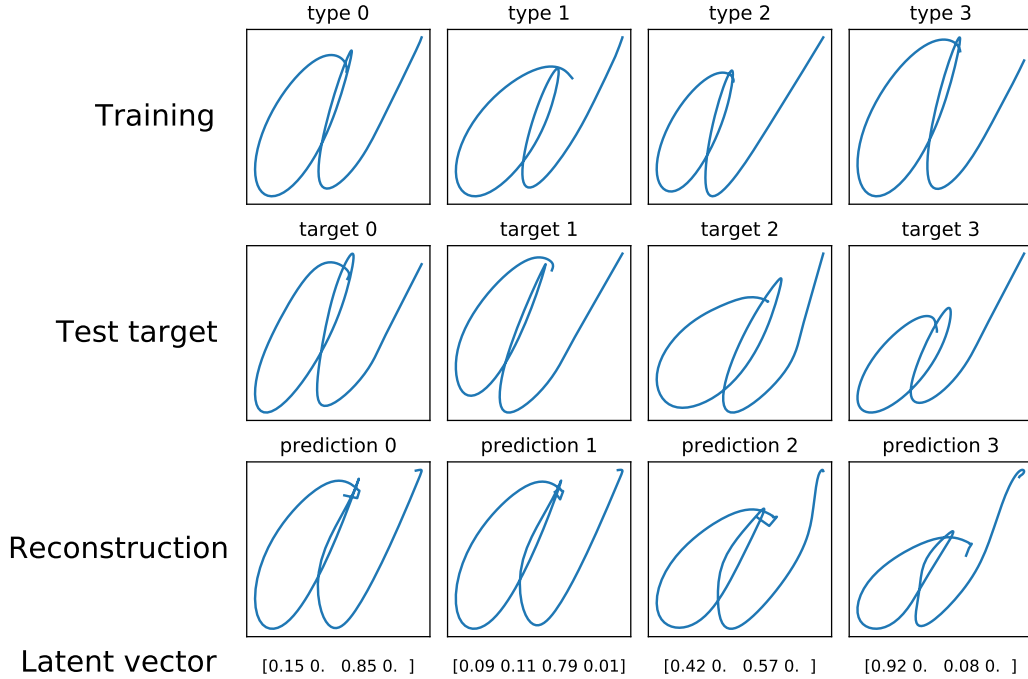 type 0 type 1 type 2 type 3
Training
target 0 target 1 target 2 target 3
Test target
prediction 0 prediction 1 prediction 2 prediction 3
Reconstruction
Latent vector [0.15 0. 0.85 0. ] [0.09 0.11 0.79 0.01] [0.42 0. 0.57 0. ] [0.92 0. 0.08 0. ]